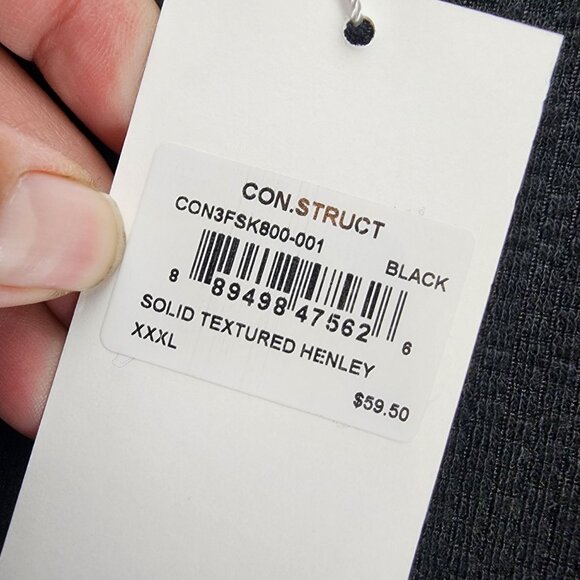 CON.STRUCT
CON3FSK800-001
BLACK
8 89498 47562 6
SOLID TEXTURED HENLEY
XXXL
$59.50